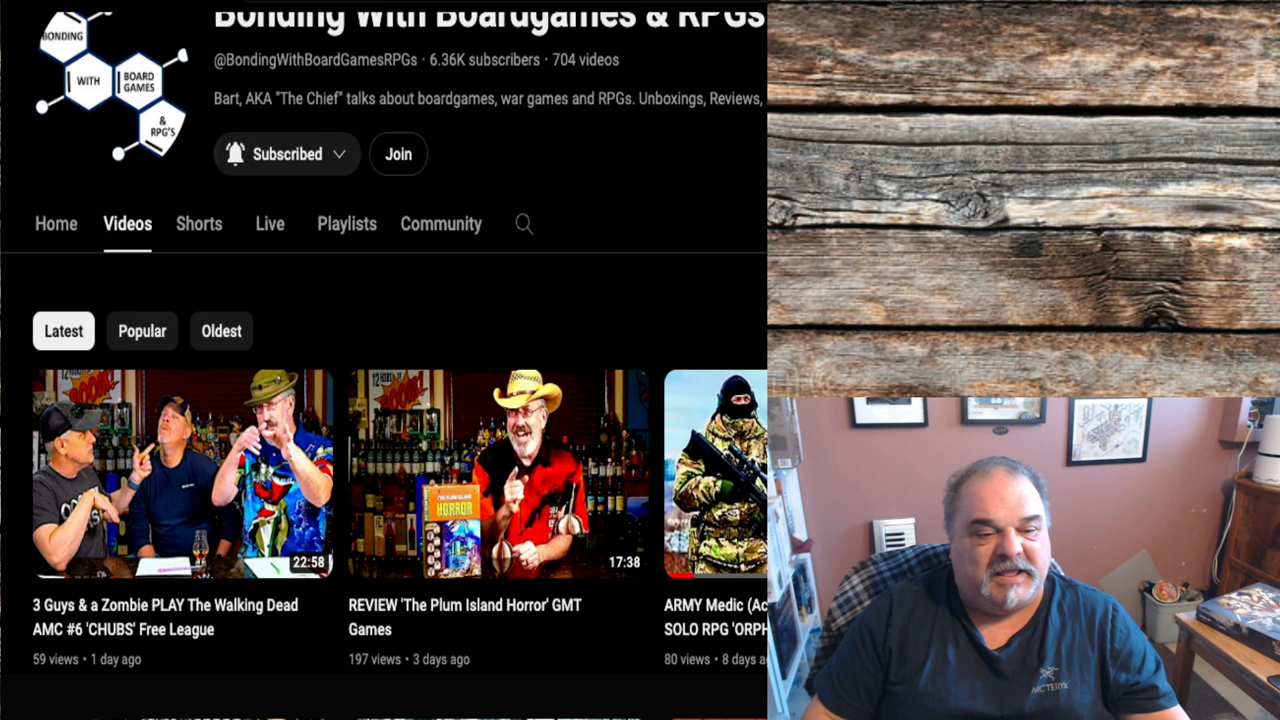 Bonding With Boardgames & RPGs
BONDING
WITH
BOARD
GAMES
&
RPG'S
@BondingWithBoardGamesRPGs · 6.36K subscribers · 704 videos
Bart, AKA "The Chief" talks about boardgames, war games and RPGs. Unboxings, Reviews,
Subscribed
Join
Home Videos Shorts Live Playlists Community
Latest Popular Oldest
22:58
THE PLUM ISLAND
HORROR
17:38
3 Guys & a Zombie PLAY The Walking Dead
AMC #6 'CHUBS' Free League
59 views · 1 day ago
REVIEW 'The Plum Island Horror' GMT
Games
197 views · 3 days ago
ARMY Medic (Ac
SOLO RPG 'ORPH
80 views · 8 days a
ARC'TERYX